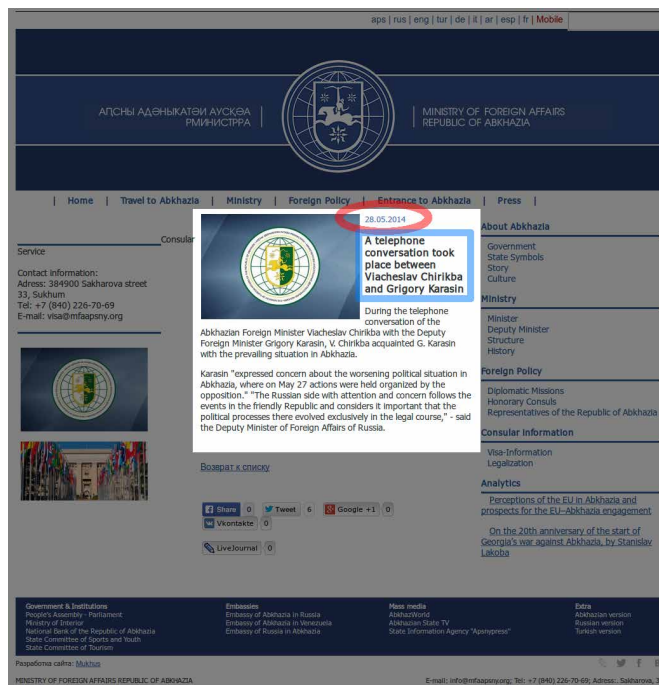 aps | rus | eng | tur | de | it | ar | esp | fr | Mobile
АԤСНЫ АДӘНЫКАТӘИ АУСҚӘА
РМИНИСТРРА
MINISTRY OF FOREIGN AFFAIRS
REPUBLIC OF ABKHAZIA
| Home | Travel to Abkhazia | Ministry | Foreign Policy | Entrance to Abkhazia | Press |
Consular
Service
Contact information:
Adress: 384900 Sakharova street
33, Sukhum
Tel: +7 (840) 226-70-69
E-mail: visa@mfaapsny.org
28.05.2014
A telephone
conversation took
place between
Viacheslav Chirikba
and Grigory Karasin
During the telephone
conversation of the
Abkhazian Foreign Minister Viacheslav Chirikba with the Deputy
Foreign Minister Grigory Karasin, V. Chirikba acquainted G. Karasin
with the prevailing situation in Abkhazia.
Karasin "expressed concern about the worsening political situation in
Abkhazia, where on May 27 actions were held organized by the
opposition." "The Russian side with attention and concern follows the
events in the friendly Republic and considers it important that the
political processes there evolved exclusively in the legal course," - said
the Deputy Minister of Foreign Affairs of Russia.
Возврат к списку
Share 0 Tweet 6 Google +1 0
Vkontakte 0
LiveJournal 0
About Abkhazia
Government
State Symbols
Story
Culture
Ministry
Minister
Deputy Minister
Structure
History
Foreign Policy
Diplomatic Missions
Honorary Consuls
Representatives of the Republic of Abkhazia
Consular Information
Visa-Information
Legalization
Analytics
Perceptions of the EU in Abkhazia and
prospects for the EU–Abkhazia engagement
On the 20th anniversary of the start of
Georgia's war against Abkhazia, by Stanislav
Lakoba
Government & Institutions
People's Assembly - Parliament
Ministry of Interior
National Bank of the Republic of Abkhazia
State Committee of Sports and Youth
State Committee of Tourism
Embassies
Embassy of Abkhazia in Russia
Embassy of Abkhazia in Venezuela
Embassy of Russia in Abkhazia
Mass media
AbkhazWorld
Abkhazian State TV
State Information Agency "Apsnypress"
Extra
Abkhazian version
Russian version
Turkish version
Разработка сайта: Mukhus
MINISTRY OF FOREIGN AFFAIRS REPUBLIC OF ABKHAZIA
E-mail: info@mfaapsny.org; Tel: +7 (840) 226-70-69; Adress:. Sakharova, 3